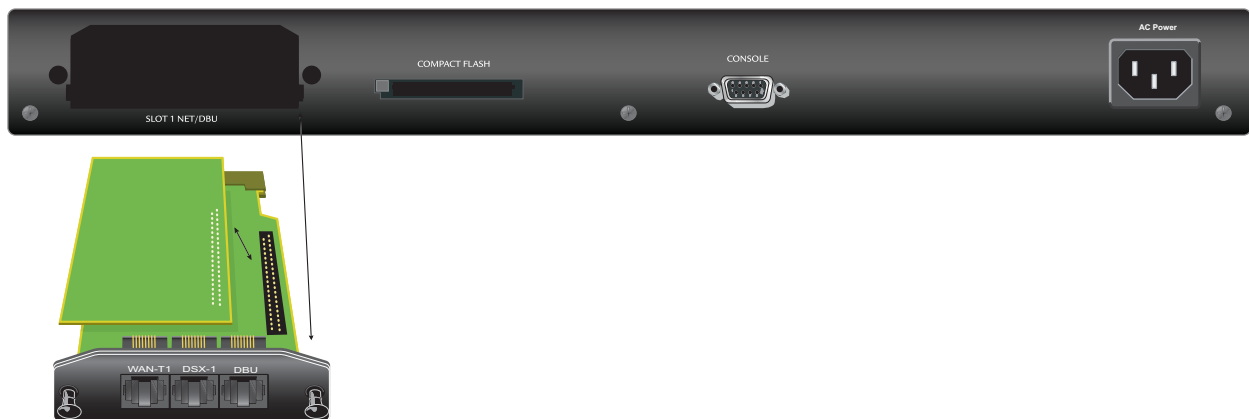 AC Power
COMPACT FLASH
CONSOLE
SLOT 1 NET/DBU
WAN-T1 DSX-1 DBU